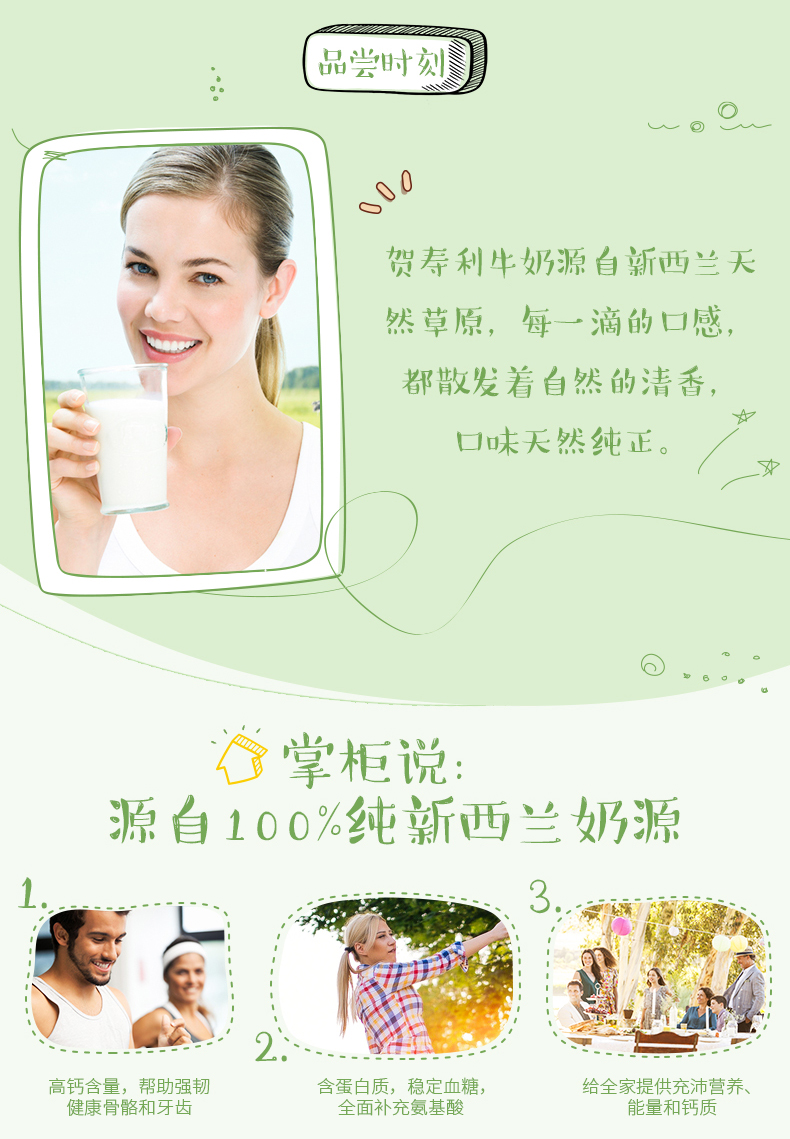 品尝时刻
贺寿利牛奶源自新西兰天
然草原，每一滴的口感，
都散发着自然的清香，
口味天然纯正。
掌柜说：
源自100%纯新西兰奶源
1.
高钙含量，帮助强韧
健康骨骼和牙齿
2.
含蛋白质，稳定血糖，
全面补充氨基酸
3.
给全家提供充沛营养、
能量和钙质